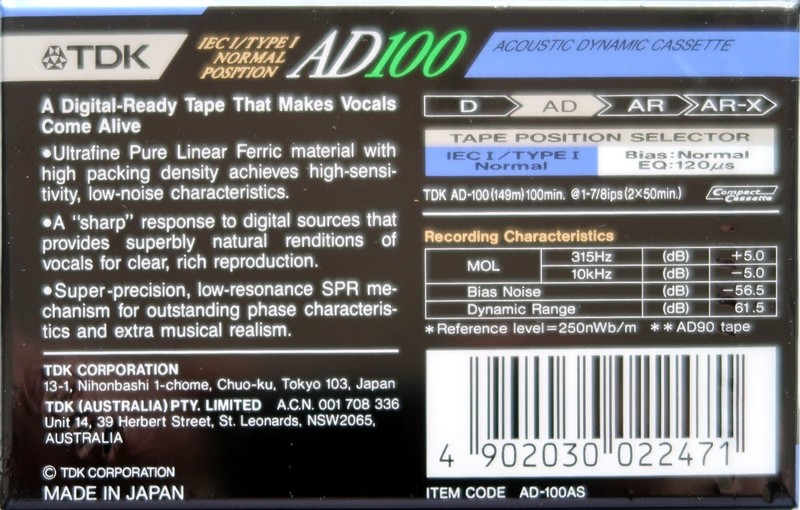 TDK
IEC I/TYPE I
NORMAL
POSITION
AD100
ACOUSTIC DYNAMIC CASSETTE
A Digital-Ready Tape That Makes Vocals
Come Alive
•Ultrafine Pure Linear Ferric material with
high packing density achieves high-sensi-
tivity, low-noise characteristics.
•A "sharp" response to digital sources that
provides superbly natural renditions of
vocals for clear, rich reproduction.
•Super-precision, low-resonance SPR me-
chanism for outstanding phase characteris-
tics and extra musical realism.
TDK CORPORATION
13-1, Nihonbashi 1-chome, Chuo-ku, Tokyo 103, Japan
TDK (AUSTRALIA) PTY. LIMITED A.C.N. 001 708 336
Unit 14, 39 Herbert Street, St. Leonards, NSW2065,
AUSTRALIA
© TDK CORPORATION
MADE IN JAPAN
D AD AR AR-X
TAPE POSITION SELECTOR
IEC I/TYPE I
Normal
Bias:Normal
EQ:120µs
TDK AD-100 (149m) 100min. @1-7/8ips (2×50min.)
Compact Cassette
Recording Characteristics
MOL 315Hz (dB) +5.0
10kHz (dB) −5.0
Bias Noise (dB) −56.5
Dynamic Range (dB) 61.5
*Reference level=250nWb/m **AD90 tape
4 902030 022471
ITEM CODE AD-100AS